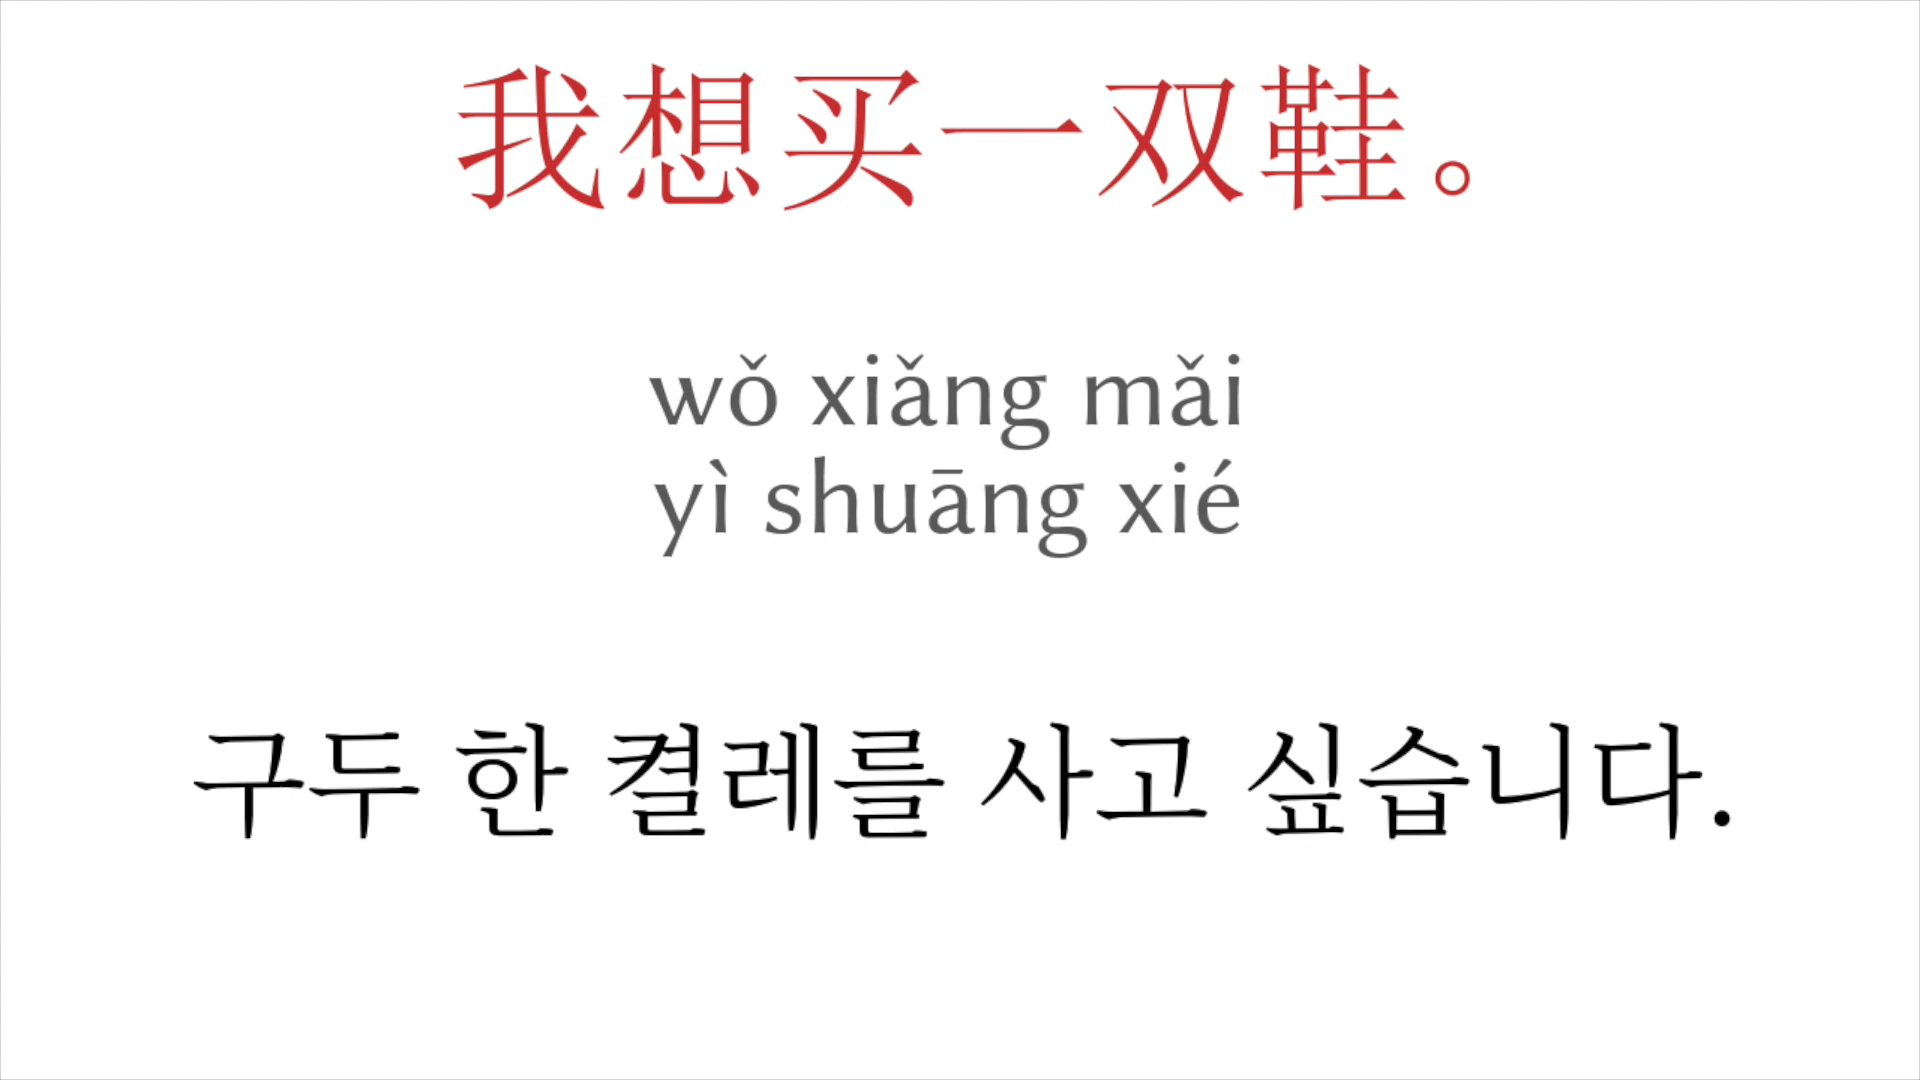 我想买一双鞋。
wǒ xiǎng mǎi
yì shuāng xié
구두 한 켤레를 사고 싶습니다.